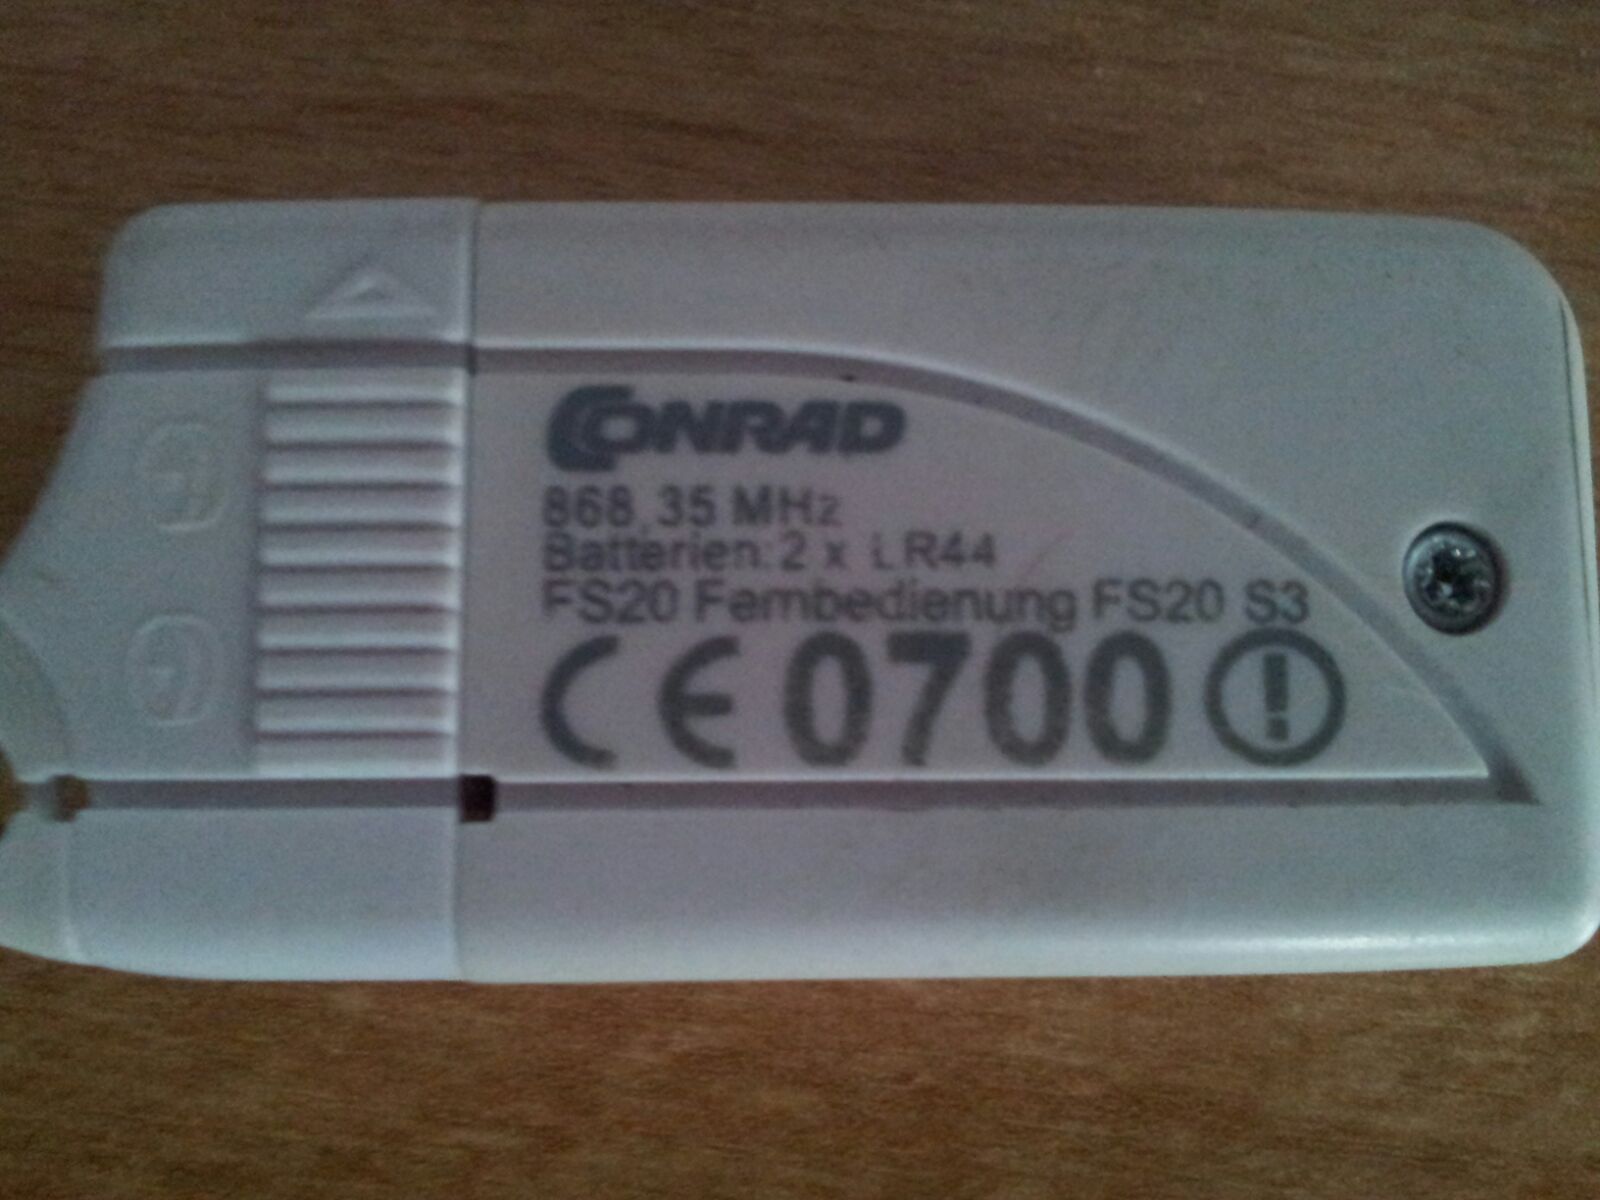 CONRAD
868,35 MHz
Batterien: 2 x LR44
FS20 Fernbedienung FS20 S3
CE 0700 !